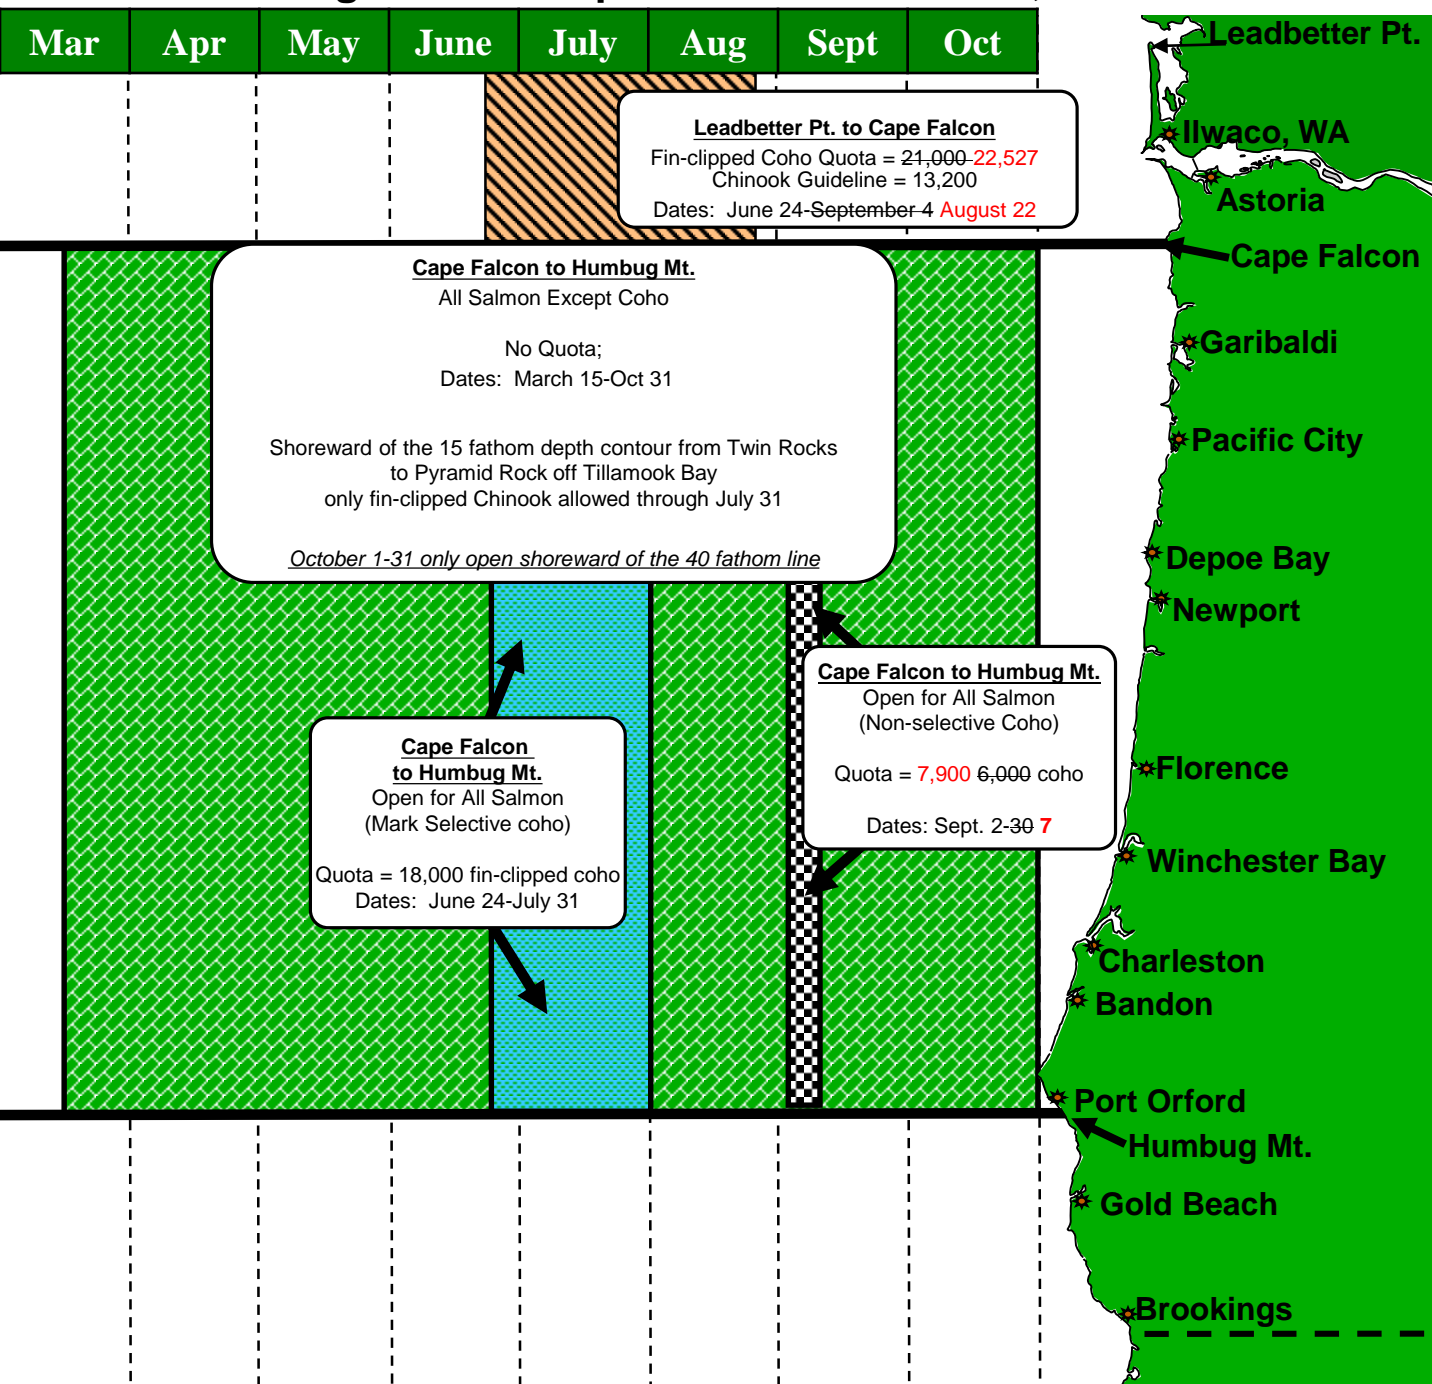 Mar Apr May June July Aug Sept Oct
Leadbetter Pt. to Cape Falcon
Fin-clipped Coho Quota = 21,000 22,527
Chinook Guideline = 13,200
Dates: June 24-September 4 August 22
Cape Falcon to Humbug Mt.
All Salmon Except Coho
No Quota;
Dates: March 15-Oct 31
Shoreward of the 15 fathom depth contour from Twin Rocks
to Pyramid Rock off Tillamook Bay
only fin-clipped Chinook allowed through July 31
October 1-31 only open shoreward of the 40 fathom line
Cape Falcon
to Humbug Mt.
Open for All Salmon
(Mark Selective coho)
Quota = 18,000 fin-clipped coho
Dates: June 24-July 31
Cape Falcon to Humbug Mt.
Open for All Salmon
(Non-selective Coho)
Quota = 7,900 6,000 coho
Dates: Sept. 2-30 7
Leadbetter Pt.
Ilwaco, WA
Astoria
Cape Falcon
Garibaldi
Pacific City
Depoe Bay
Newport
Florence
Winchester Bay
Charleston
Bandon
Port Orford
Humbug Mt.
Gold Beach
Brookings